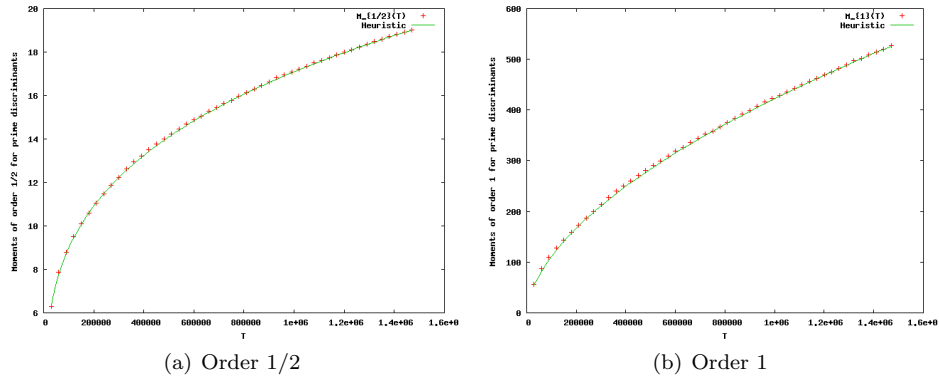 M_{1/2}(T)
Heuristic
Moments of order 1/2 for prime discriminants
20
18
16
14
12
10
8
6
0 200000 400000 600000 800000 1e+06 1.2e+06 1.4e+06 1.6e+0
T
(a) Order 1/2
M_{1}(T)
Heuristic
Moments of order 1 for prime discriminants
600
500
400
300
200
100
0
0 200000 400000 600000 800000 1e+06 1.2e+06 1.4e+06 1.6e+0
T
(b) Order 1